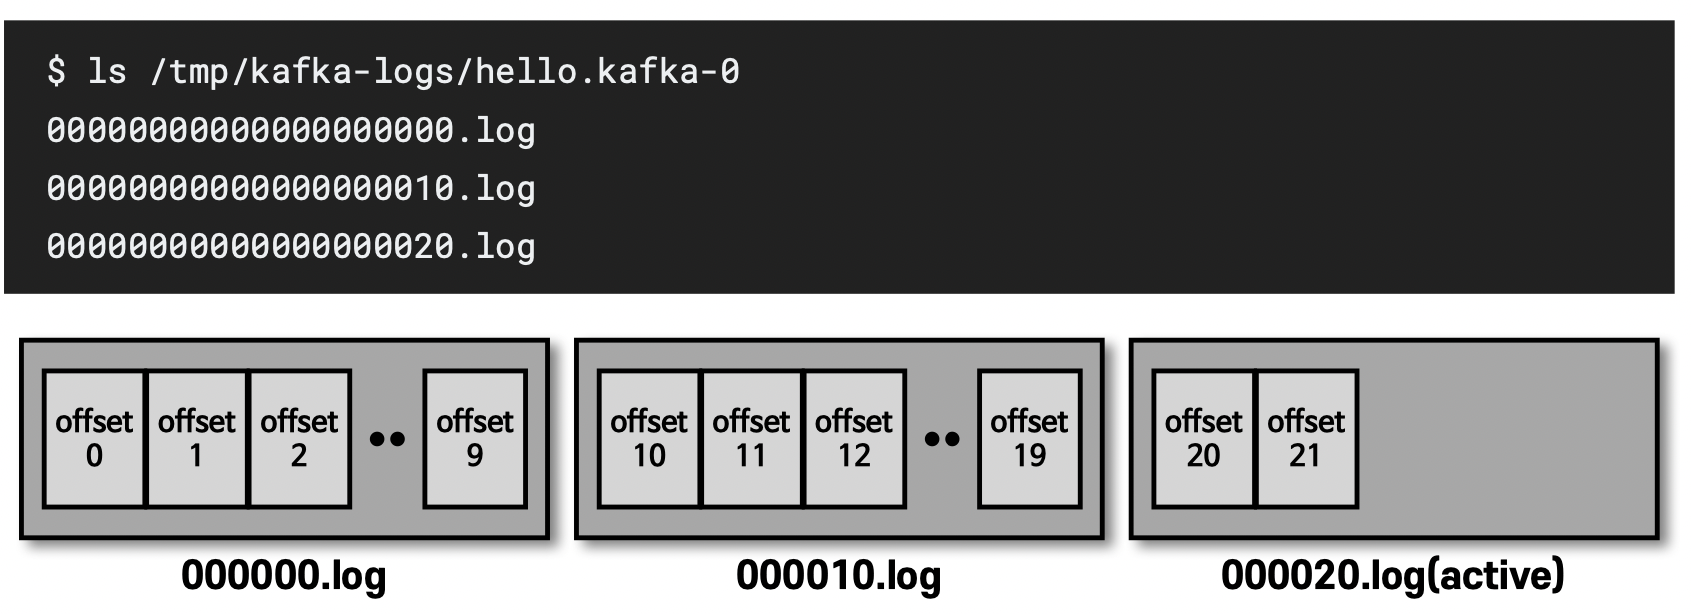 $ ls /tmp/kafka-logs/hello.kafka-0
00000000000000000000.log
00000000000000000010.log
00000000000000000020.log
offset 0
offset 1
offset 2
offset 9
offset 10
offset 11
offset 12
offset 19
offset 20
offset 21
000000.log
000010.log
000020.log(active)